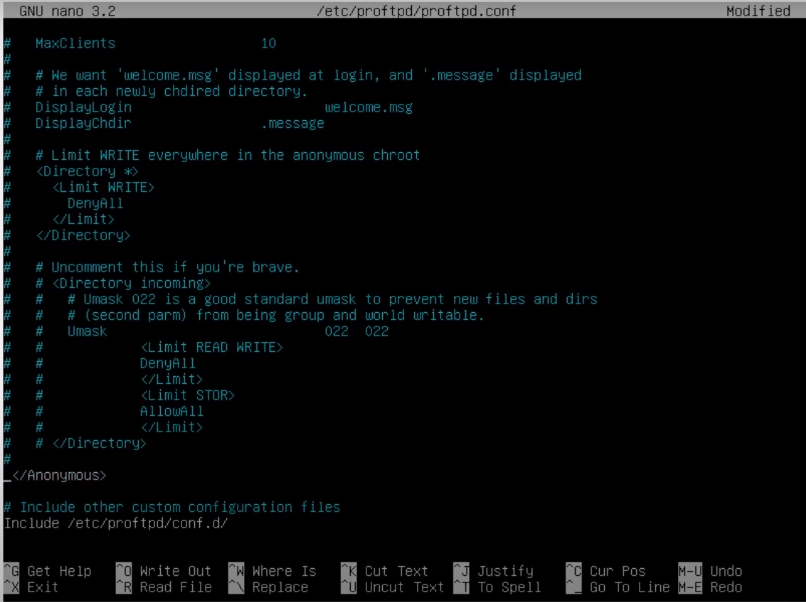 GNU nano 3.2 /etc/proftpd/proftpd.conf Modified
# MaxClients 10
#
# # We want 'welcome.msg' displayed at login, and '.message' displayed
# # in each newly chdired directory.
# DisplayLogin welcome.msg
# DisplayChdir .message
#
# # Limit WRITE everywhere in the anonymous chroot
# <Directory *>
# <Limit WRITE>
# DenyAll
# </Limit>
# </Directory>
#
# # Uncomment this if you're brave.
# # <Directory incoming>
# # # Umask 022 is a good standard umask to prevent new files and dirs
# # # (second parm) from being group and world writable.
# # Umask 022 022
# # <Limit READ WRITE>
# # DenyAll
# # </Limit>
# # <Limit STOR>
# # AllowAll
# # </Limit>
# # </Directory>
#
_</Anonymous>
# Include other custom configuration files
Include /etc/proftpd/conf.d/
^G Get Help ^O Write Out ^W Where Is ^K Cut Text ^J Justify ^C Cur Pos M-U Undo
^X Exit ^R Read File ^\ Replace ^U Uncut Text ^T To Spell ^_ Go To Line M-E Redo